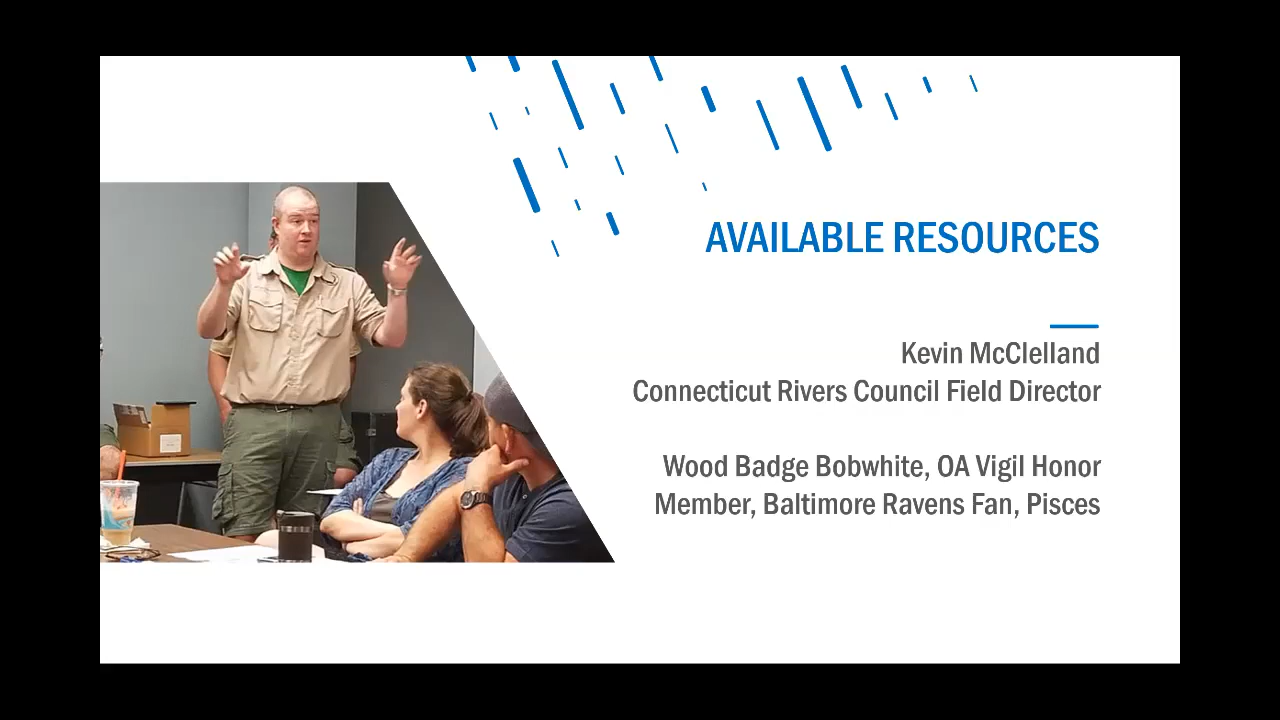 AVAILABLE RESOURCES
Kevin McClelland
Connecticut Rivers Council Field Director
Wood Badge Bobwhite, OA Vigil Honor
Member, Baltimore Ravens Fan, Pisces